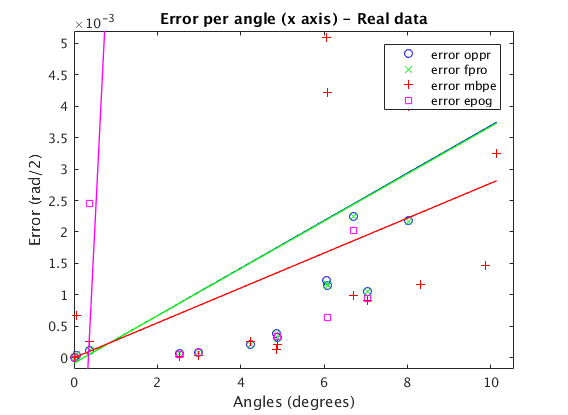 Error per angle (x axis) - Real data
×10⁻³
5
4.5
4
3.5
3
2.5
2
1.5
1
0.5
0
Error (rad/2)
error oppr
error fpro
error mbpe
error epog
0 2 4 6 8 10
Angles (degrees)